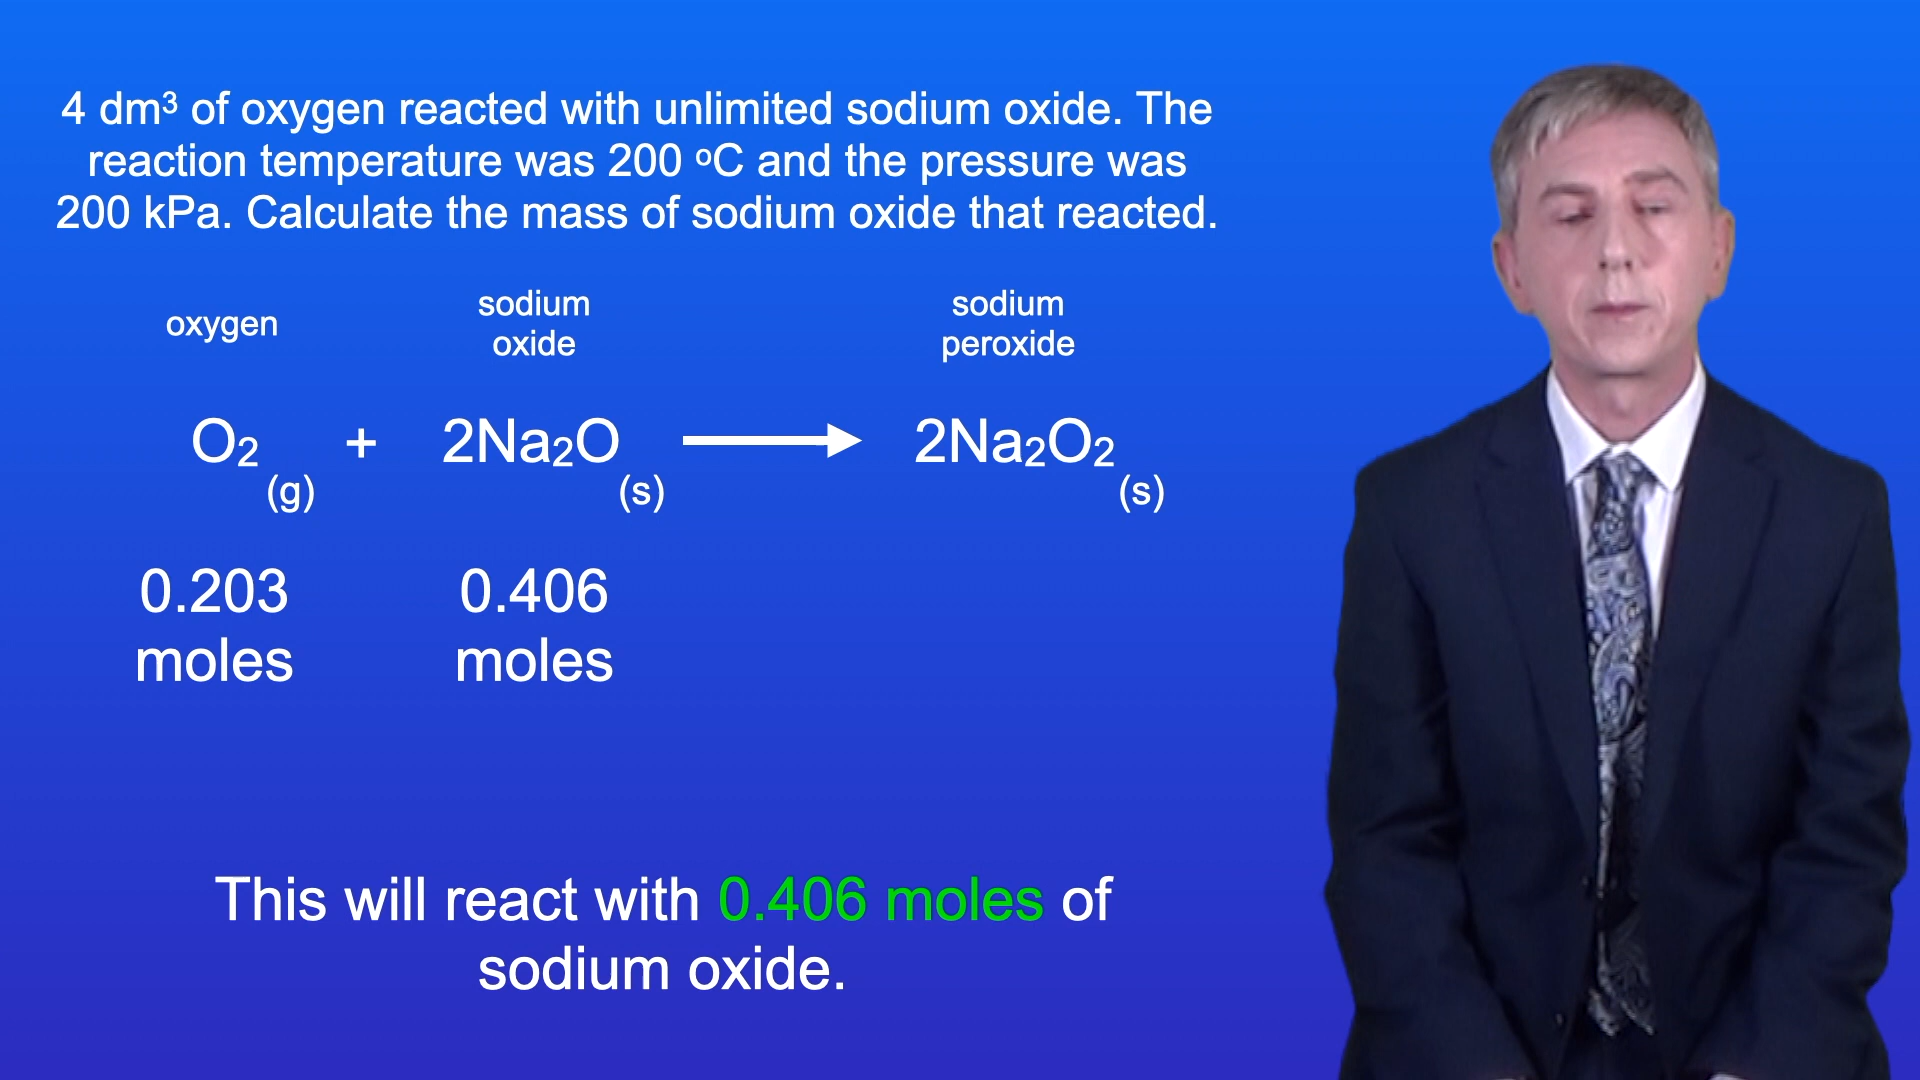 4 dm³ of oxygen reacted with unlimited sodium oxide. The
reaction temperature was 200 ºC and the pressure was
200 kPa. Calculate the mass of sodium oxide that reacted.
oxygen
sodium
oxide
sodium
peroxide
O₂(g) + 2Na₂O(s) ⟶ 2Na₂O₂(s)
0.203 0.406
moles moles
This will react with 0.406 moles of
sodium oxide.